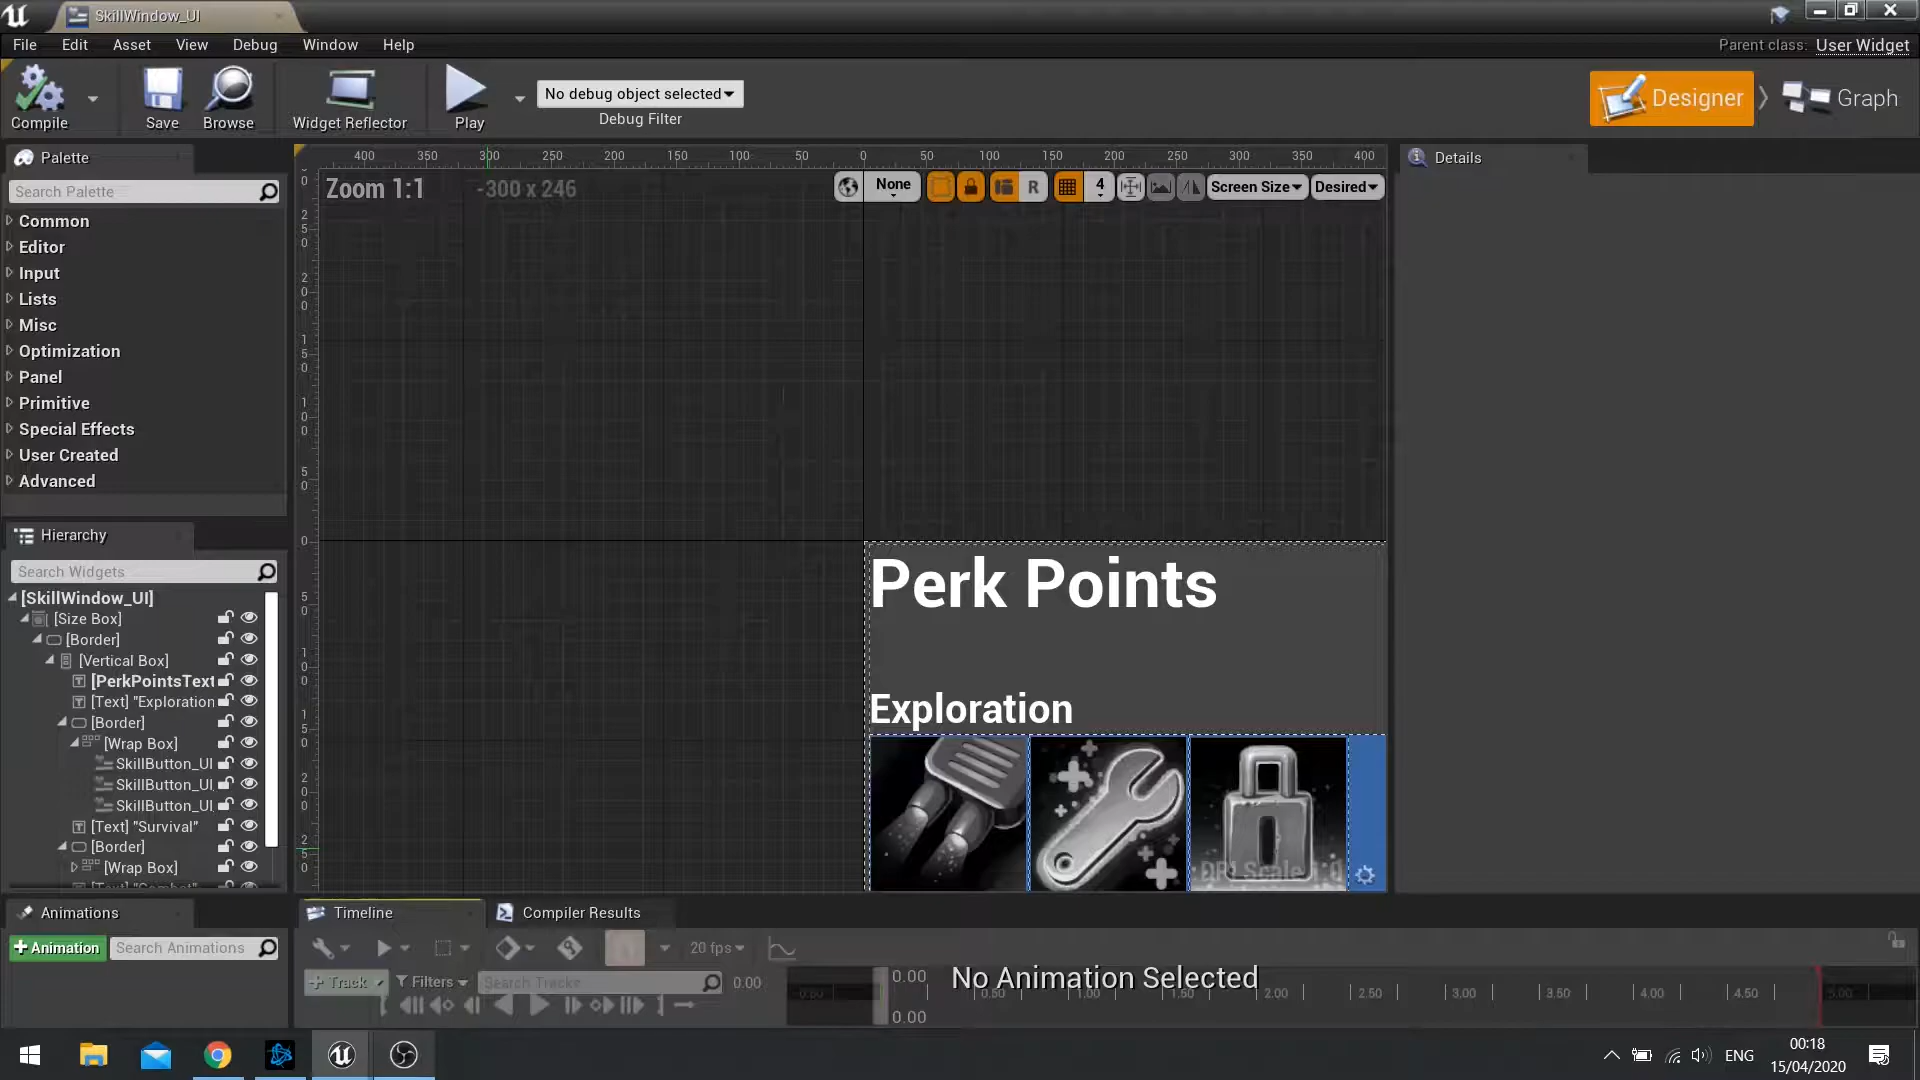 SkillWindow_UI
File Edit Asset View Debug Window Help
Parent class: User Widget
Compile
Save
Browse
Widget Reflector
Play
No debug object selected
Debug Filter
Designer
Graph
Palette
Search Palette
Common
Editor
Input
Lists
Misc
Optimization
Panel
Primitive
Special Effects
User Created
Advanced
Hierarchy
Search Widgets
[SkillWindow_UI]
[Size Box]
[Border]
[Vertical Box]
[PerkPointsText
[Text] "Exploration
[Border]
[Wrap Box]
SkillButton_UI
SkillButton_UI
SkillButton_UI
[Text] "Survival"
[Border]
[Wrap Box]
[Text] "Combat"
Animations
+Animation
Search Animations
400 350 300 250 200 150 100 50 0 50 100 150 200 250 300 350 400
Zoom 1:1
-300 x 246
None
R
4
Screen Size
Desired
Perk Points
Exploration
DPI Scale 1.0
Details
Timeline
Compiler Results
20 fps
+ Track
Filters
Search Tracks
0.00
0.00
0.00
No Animation Selected
0.50 1.00 1.50 2.00 2.50 3.00 3.50 4.00 4.50 5.00
ENG
00:18
15/04/2020